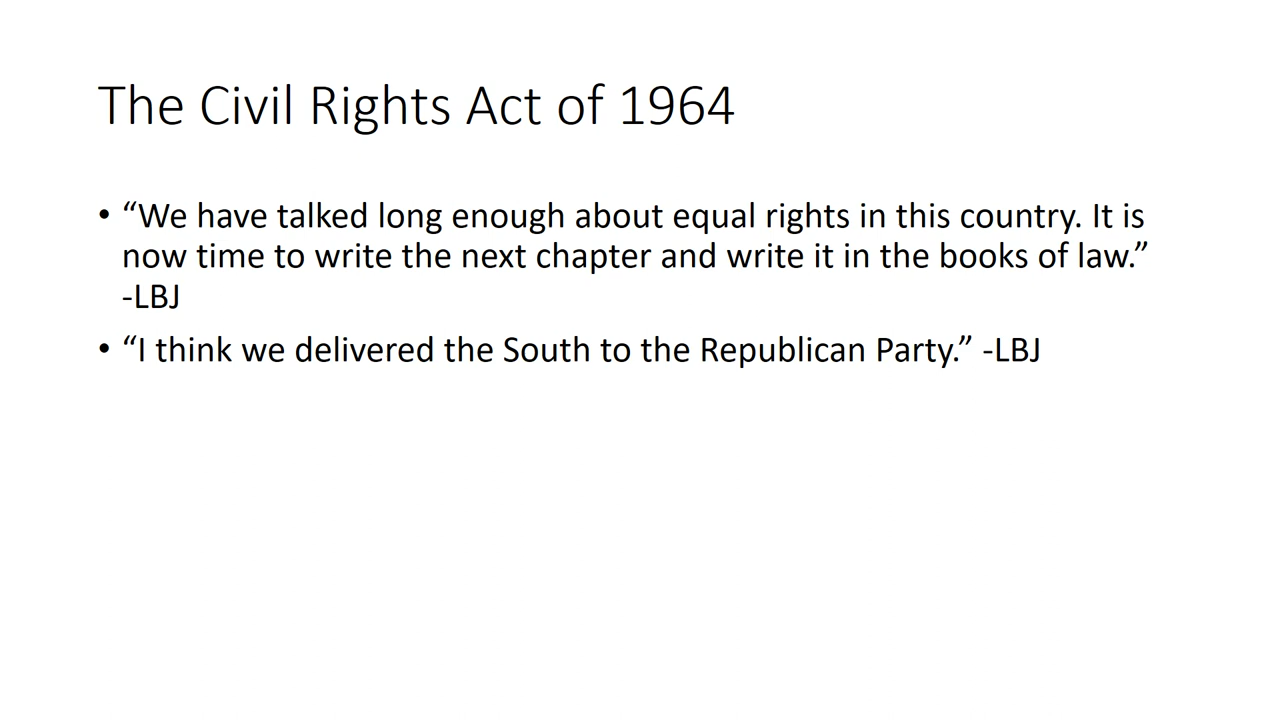 The Civil Rights Act of 1964
• “We have talked long enough about equal rights in this country. It is
now time to write the next chapter and write it in the books of law.”
-LBJ
• “I think we delivered the South to the Republican Party.” -LBJ